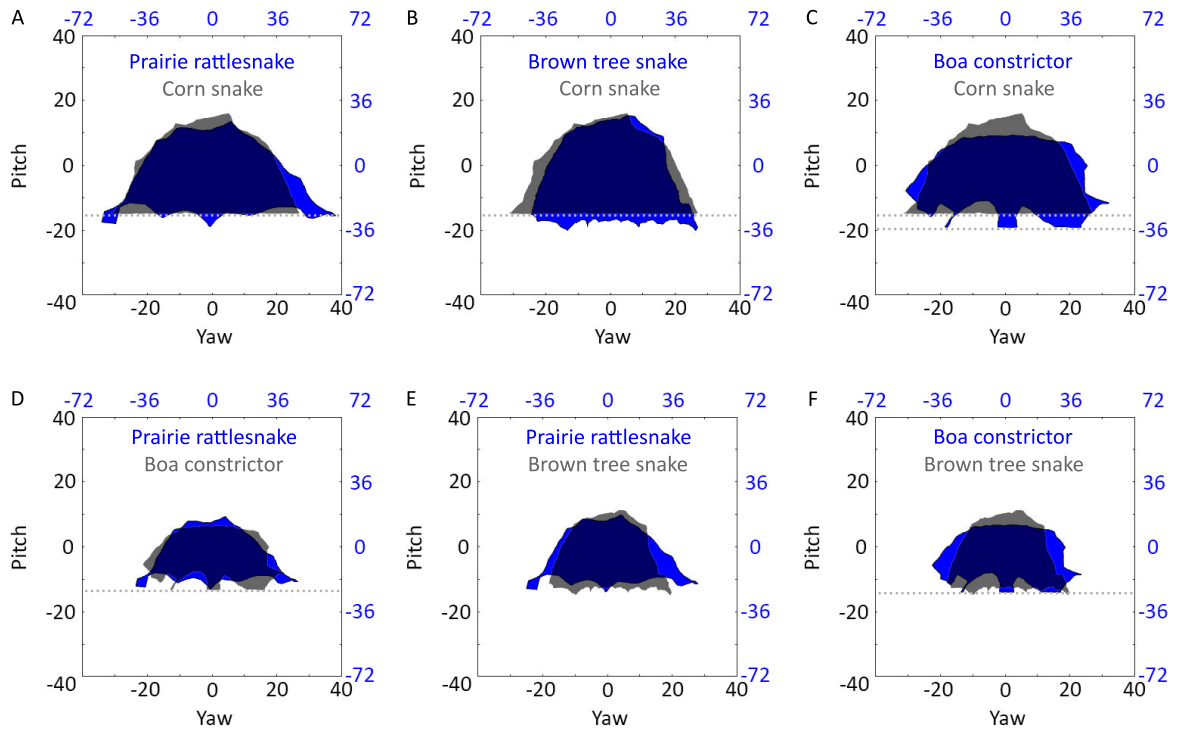 A
-72 -36 0 36 72
40
Prairie rattlesnake
Corn snake
20
36
Pitch
0
0
-20
-36
-40
-72
-20 0 20 40
Yaw
B
-72 -36 0 36 72
40
Brown tree snake
Corn snake
20
36
Pitch
0
0
-20
-36
-40
-72
-20 0 20 40
Yaw
C
-72 -36 0 36 72
40
Boa constrictor
Corn snake
20
36
Pitch
0
0
-20
-36
-40
-72
-20 0 20 40
Yaw
D
-72 -36 0 36 72
40
Prairie rattlesnake
Boa constrictor
20
36
Pitch
0
0
-20
-36
-40
-72
-20 0 20 40
Yaw
E
-72 -36 0 36 72
40
Prairie rattlesnake
Brown tree snake
20
36
Pitch
0
0
-20
-36
-40
-72
-20 0 20 40
Yaw
F
-72 -36 0 36 72
40
Boa constrictor
Brown tree snake
20
36
Pitch
0
0
-20
-36
-40
-72
-20 0 20 40
Yaw